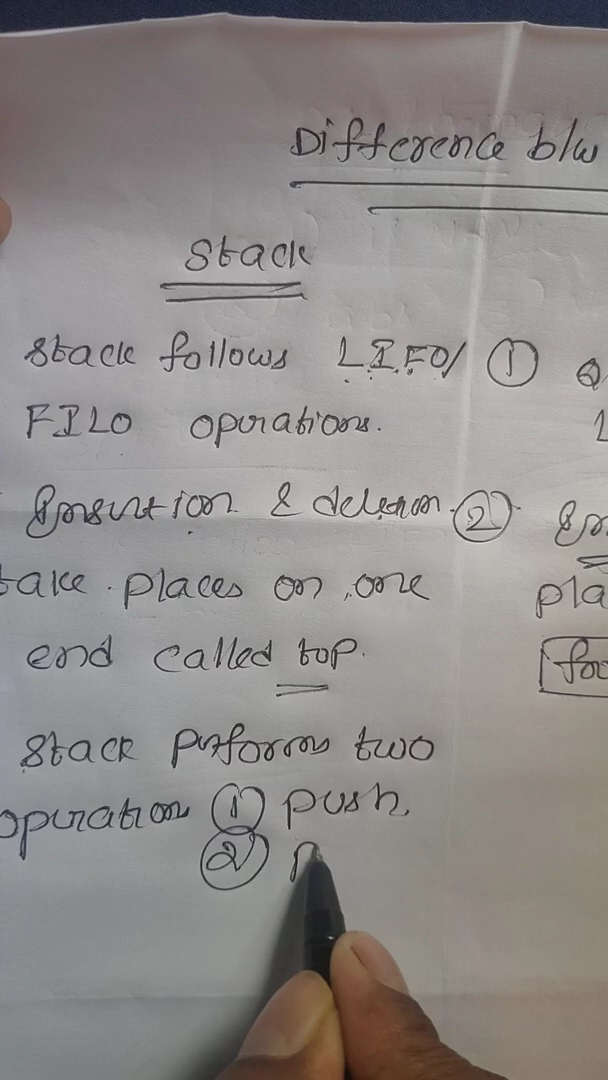 Difference b/w
Stack
Stack follows LIFO/
FILO operations.
Insertion & deletion.
take places on one
end called top.
Stack performs two
operation ① push
②
①
②
pla